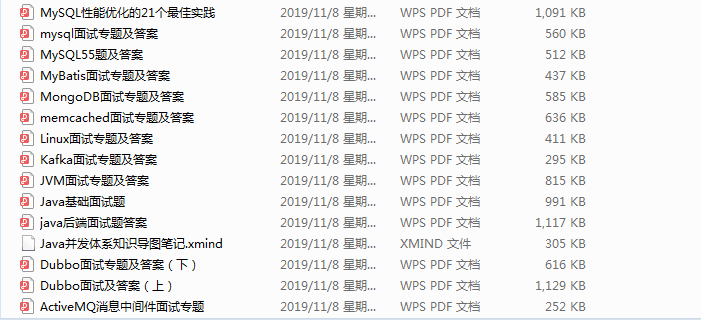 MySQL性能优化的21个最佳实践 2019/11/8 星期... WPS PDF 文档 1,091 KB
mysql面试专题及答案 2019/11/8 星期... WPS PDF 文档 560 KB
MySQL55题及答案 2019/11/8 星期... WPS PDF 文档 512 KB
MyBatis面试专题及答案 2019/11/8 星期... WPS PDF 文档 437 KB
MongoDB面试专题及答案 2019/11/8 星期... WPS PDF 文档 585 KB
memcached面试专题及答案 2019/11/8 星期... WPS PDF 文档 636 KB
Linux面试专题及答案 2019/11/8 星期... WPS PDF 文档 411 KB
Kafka面试专题及答案 2019/11/8 星期... WPS PDF 文档 295 KB
JVM面试专题及答案 2019/11/8 星期... WPS PDF 文档 815 KB
Java基础面试题 2019/11/8 星期... WPS PDF 文档 991 KB
java后端面试题答案 2019/11/8 星期... WPS PDF 文档 1,117 KB
Java并发体系知识导图笔记.xmind 2019/11/8 星期... XMIND 文件 305 KB
Dubbo面试专题及答案（下） 2019/11/8 星期... WPS PDF 文档 616 KB
Dubbo面试及答案（上） 2019/11/8 星期... WPS PDF 文档 1,129 KB
ActiveMQ消息中间件面试专题 2019/11/8 星期... WPS PDF 文档 252 KB